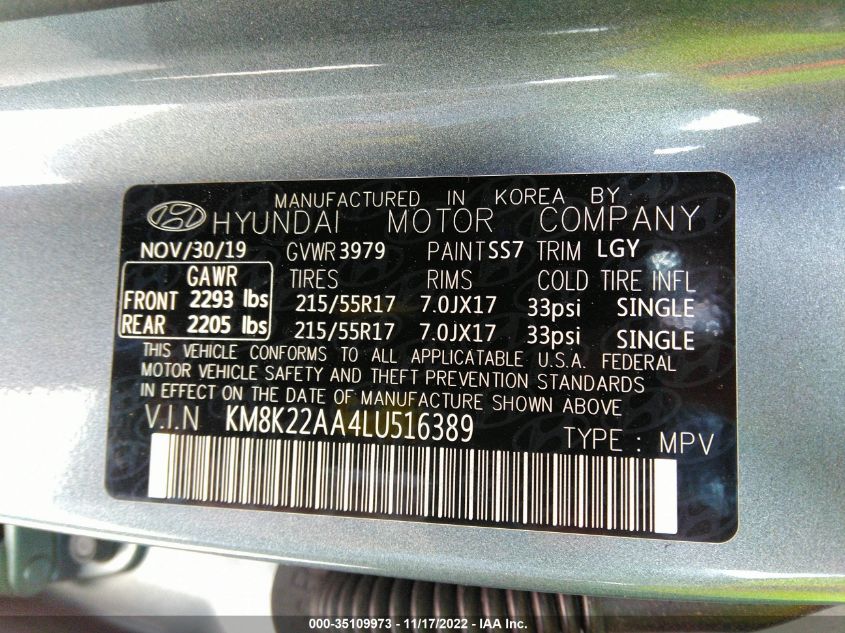 MANUFACTURED IN KOREA BY
HYUNDAI MOTOR COMPANY
NOV/30/19 GVWR 3979 PAINT SS7 TRIM LGY
GAWR TIRES RIMS COLD TIRE INFL
FRONT 2293 lbs 215/55R17 7.0JX17 33psi SINGLE
REAR 2205 lbs 215/55R17 7.0JX17 33psi SINGLE
THIS VEHICLE CONFORMS TO ALL APPLICATABLE U.S.A. FEDERAL
MOTOR VEHICLE SAFETY AND THEFT PREVENTION STANDARDS
IN EFFECT ON THE DATE OF MANUFACTURE SHOWN ABOVE
V.I.N KM8K22AA4LU516389
TYPE : MPV
000-35109973 - 11/17/2022 - IAA Inc.